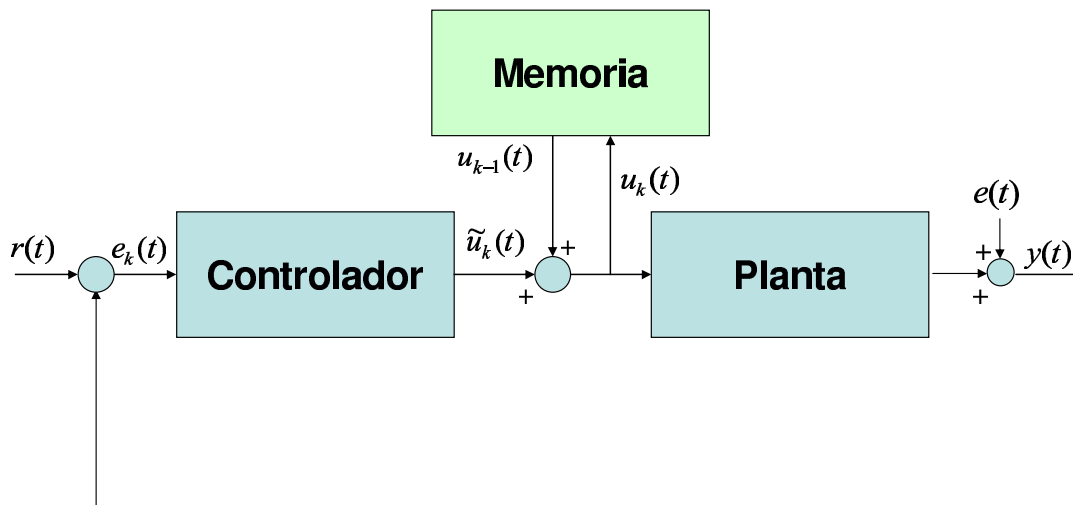 Memoria
u_{k-1}(t)
u_k(t)
e(t)
r(t)
e_k(t)
Controlador
ũ_k(t)
+
+
Planta
+
+
y(t)